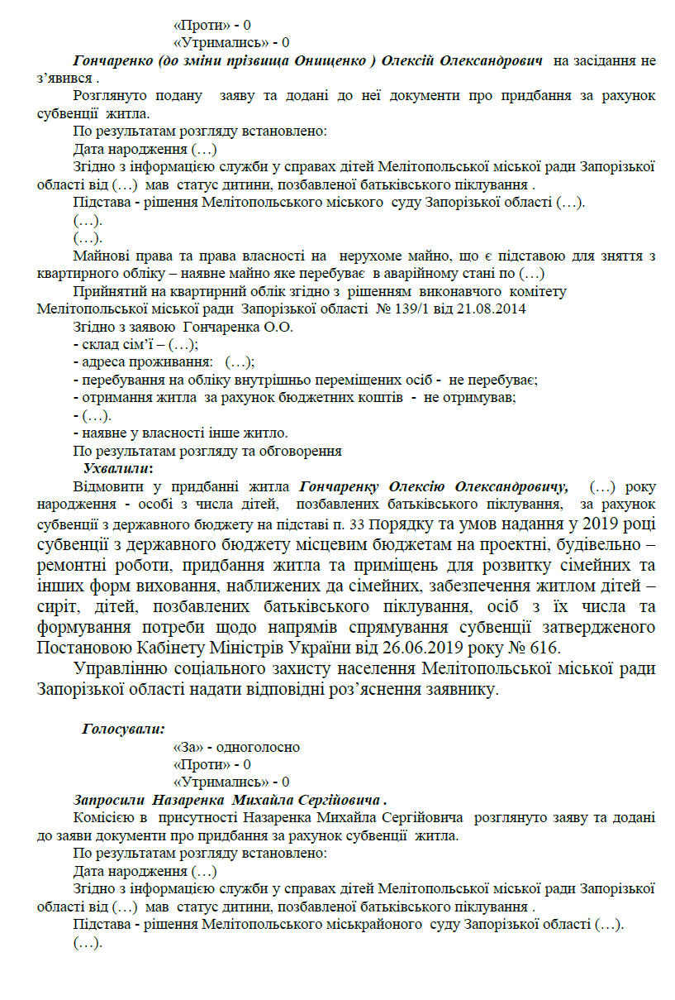 «Проти» - 0
«Утримались» - 0
Гончаренко (до зміни прізвища Онищенко ) Олексій Олександрович на засідання не
з’явився .
Розглянуто подану заяву та додані до неї документи про придбання за рахунок
субвенції житла.
По результатам розгляду встановлено:
Дата народження (…)
Згідно з інформацією служби у справах дітей Мелітопольської міської ради Запорізької
області від (…) мав статус дитини, позбавленої батьківського піклування .
Підстава - рішення Мелітопольського міського суду Запорізької області (…).
(…).
(…).
Майнові права та права власності на нерухоме майно, що є підставою для зняття з
квартирного обліку – наявне майно яке перебуває в аварійному стані по (…)
Прийнятий на квартирний облік згідно з рішенням виконавчого комітету
Мелітопольської міської ради Запорізької області № 139/1 від 21.08.2014
Згідно з заявою Гончаренка О.О.
- склад сім’ї – (…);
- адреса проживання: (…);
- перебування на обліку внутрішньо переміщених осіб - не перебуває;
- отримання житла за рахунок бюджетних коштів - не отримував;
- (…).
- наявне у власності інше житло.
По результатам розгляду та обговорення
Ухвалили:
Відмовити у придбанні житла Гончаренку Олексію Олександровичу, (…) року
народження - особі з числа дітей, позбавлених батьківського піклування, за рахунок
субвенції з державного бюджету на підставі п. 33 Порядку та умов надання у 2019 році
субвенції з державного бюджету місцевим бюджетам на проектні, будівельно –
ремонтні роботи, придбання житла та приміщень для розвитку сімейних та
інших форм виховання, наближених да сімейних, забезпечення житлом дітей –
сиріт, дітей, позбавлених батьківського піклування, осіб з їх числа та
формування потреби щодо напрямів спрямування субвенції затвердженого
Постановою Кабінету Міністрів України від 26.06.2019 року № 616.
Управлінню соціального захисту населення Мелітопольської міської ради
Запорізької області надати відповідні роз’яснення заявнику.
Голосували:
«За» - одноголосно
«Проти» - 0
«Утримались» - 0
Запросили Назаренка Михайла Сергійовича .
Комісією в присутності Назаренка Михайла Сергійовича розглянуто заяву та додані
до заяви документи про придбання за рахунок субвенції житла.
По результатам розгляду встановлено:
Дата народження (…)
Згідно з інформацією служби у справах дітей Мелітопольської міської ради Запорізької
області від (…) мав статус дитини, позбавленої батьківського піклування .
Підстава - рішення Мелітопольського міськрайоного суду Запорізької області (…).
(…).